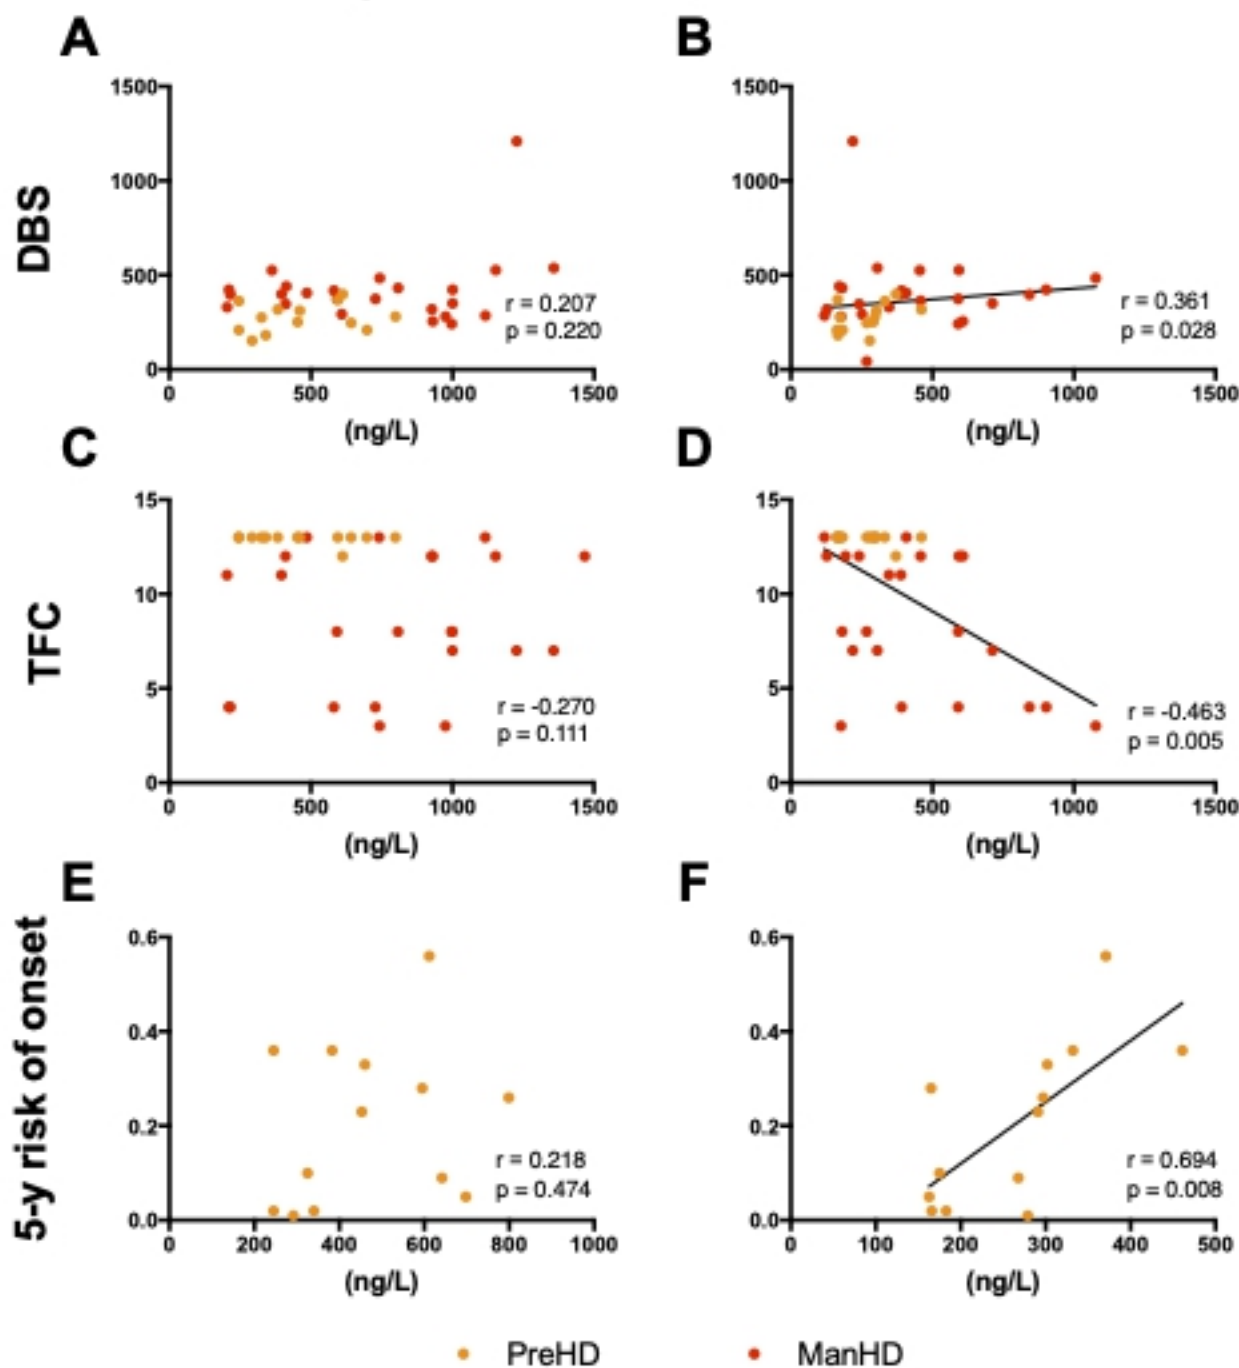 A
DBS
1500
1000
500
0
0 500 1000 1500
(ng/L)
r = 0.207
p = 0.220
B
1500
1000
500
0
0 500 1000 1500
(ng/L)
r = 0.361
p = 0.028
C
TFC
15
10
5
0
0 500 1000 1500
(ng/L)
r = -0.270
p = 0.111
D
15
10
5
0
0 500 1000 1500
(ng/L)
r = -0.463
p = 0.005
E
5-y risk of onset
0.6
0.4
0.2
0.0
0 200 400 600 800 1000
(ng/L)
r = 0.218
p = 0.474
F
0.6
0.4
0.2
0.0
0 100 200 300 400 500
(ng/L)
r = 0.694
p = 0.008
PreHD
ManHD